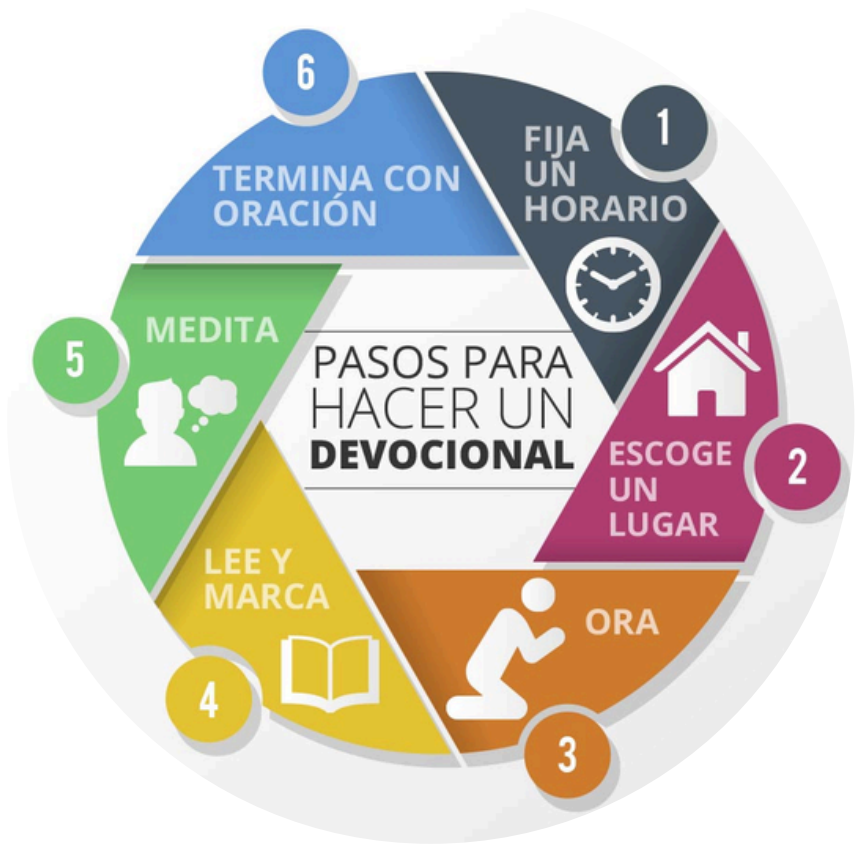 PASOS PARA
HACER UN
DEVOCIONAL
1
FIJA
UN
HORARIO
2
ESCOGE
UN
LUGAR
3
ORA
4
LEE Y
MARCA
5
MEDITA
6
TERMINA CON
ORACIÓN